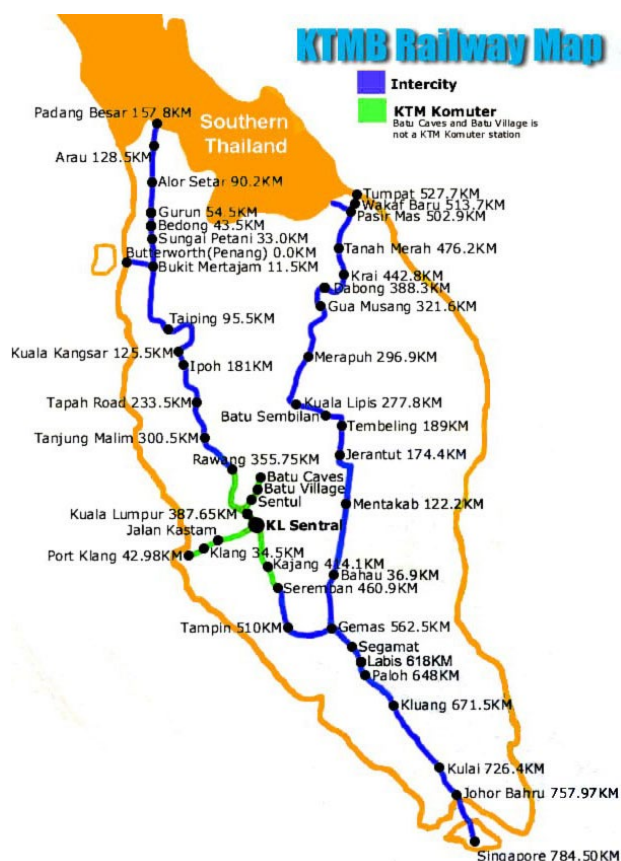 KTMB Railway Map
Intercity
KTM Komuter
Batu Caves and Batu Village is
not a KTM Komuter station
Southern
Thailand
Padang Besar 157.8KM
Arau 128.5KM
Alor Setar 90.2KM
Gurun 54.5KM
Bedong 43.5KM
Sungai Petani 33.0KM
Butterworth(Penang) 0.0KM
Bukit Mertajam 11.5KM
Taiping 95.5KM
Kuala Kangsar 125.5KM
Ipoh 181KM
Tapah Road 233.5KM
Tanjung Malim 300.5KM
Rawang 355.75KM
Batu Caves
Batu Village
Sentul
Kuala Lumpur 387.65KM
KL Sentral
Jalan Kastam
Klang 34.5KM
Port Klang 42.98KM
Kajang 414.1KM
Seremban 460.9KM
Tampin 510KM
Tumpat 527.7KM
Wakaf Baru 513.7KM
Pasir Mas 502.9KM
Tanah Merah 476.2KM
Krai 442.8KM
Dabong 388.3KM
Gua Musang 321.6KM
Merapuh 296.9KM
Kuala Lipis 277.8KM
Batu Sembilan
Tembeling 189KM
Jerantut 174.4KM
Mentakab 122.2KM
Bahau 36.9KM
Gemas 562.5KM
Segamat
Labis 618KM
Paloh 648KM
Kluang 671.5KM
Kulai 726.4KM
Johor Bahru 757.97KM
Singapore 784.50KM